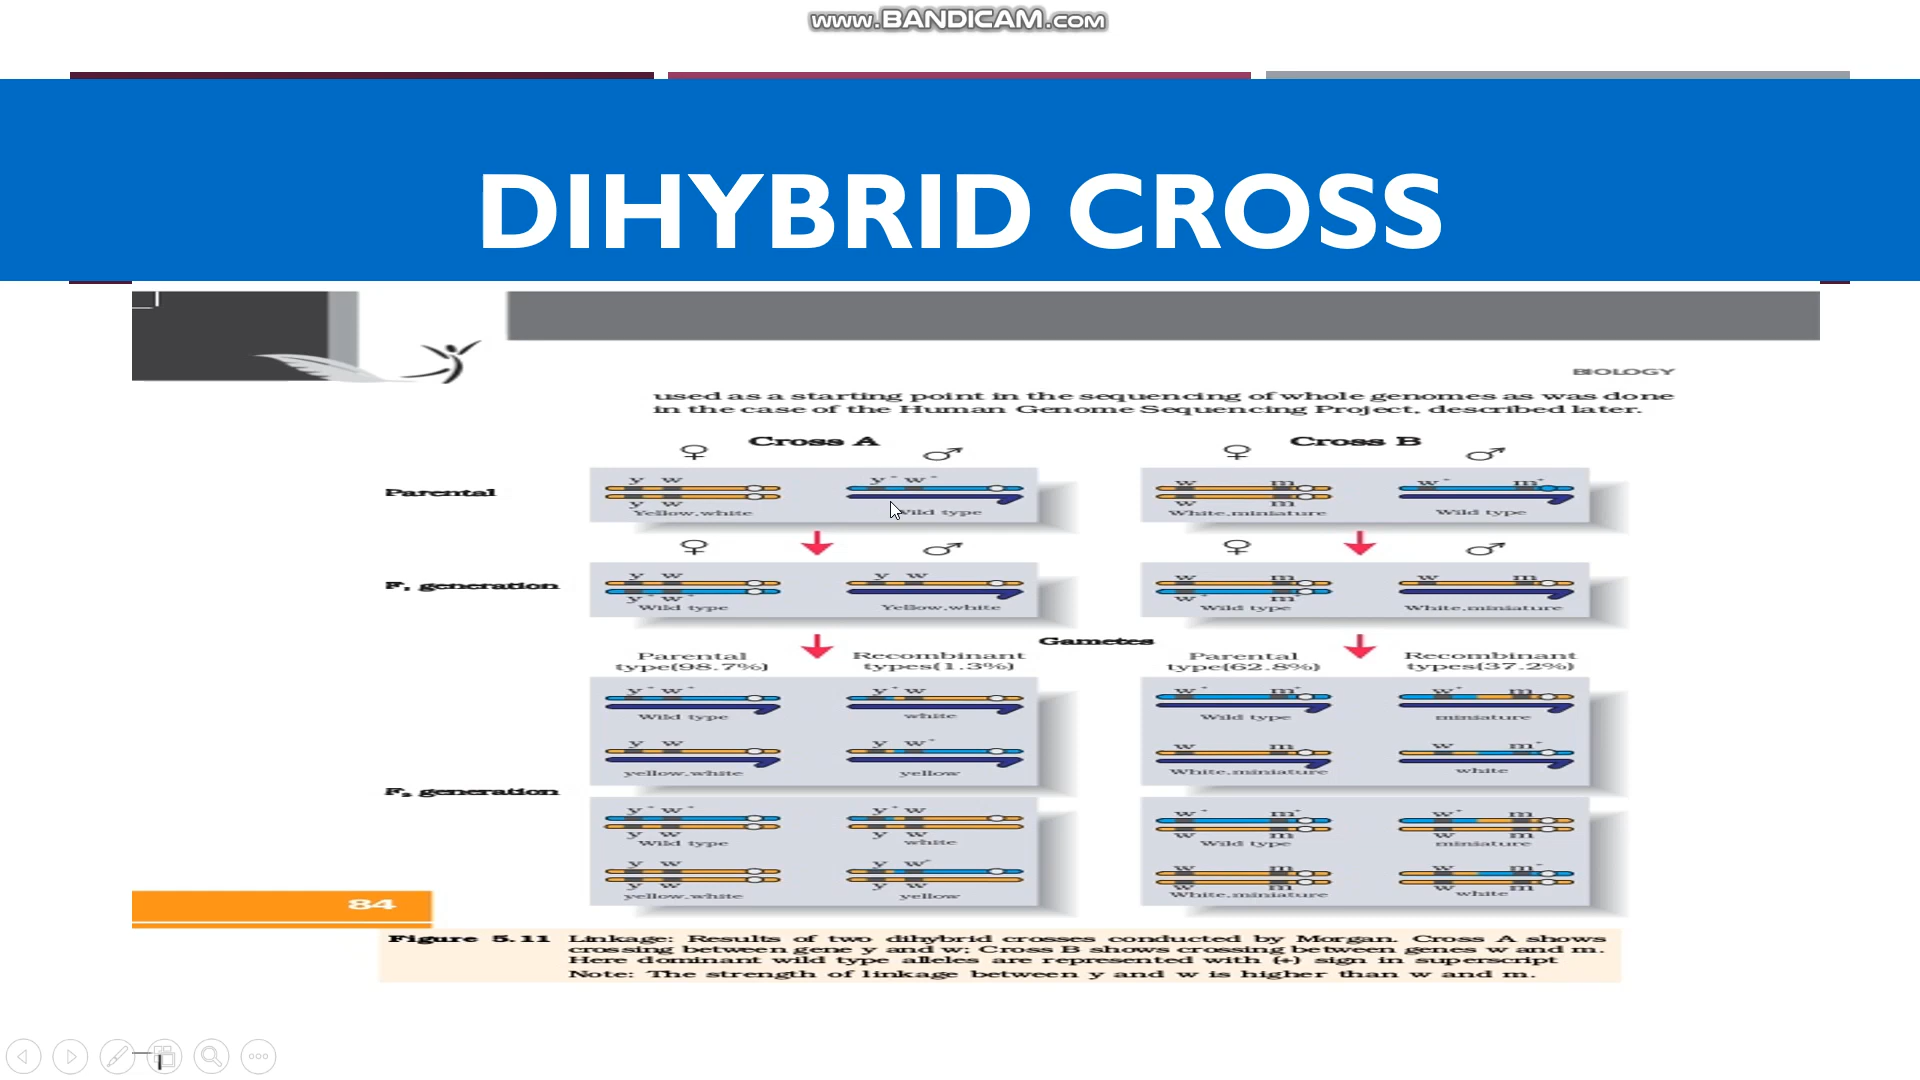 www.BANDICAM.com
DIHYBRID CROSS
BIOLOGY
used as a starting point in the sequencing of whole genomes as was done
in the case of the Human Genome Sequencing Project, described later.
Cross A Cross B
♀ ♂ ♀ ♂
Parental
y w y+ w+ w m w+ m+
y w w m
Yellow,white Wild type White,miniature Wild type
♀ ♂ ♀ ♂
F1 generation
y w y w w m w m
y+ w+ w+ m+
Wild type Yellow,white Wild type White,miniature
Gametes
Parental Recombinant Parental Recombinant
type(98.7%) types(1.3%) type(62.8%) types(37.2%)
y+ w+ y+ w w+ m+ w+ m
Wild type white Wild type miniature
y w y w+ w m w m+
yellow,white yellow White,miniature white
F2 generation
y+ w+ y+ w w+ m+ w+ m
y w y w w m w m
Wild type white Wild type miniature
y w y w+ w m w m+
y w y w w m w m
yellow,white yellow White,miniature white
84
Figure 5.11 Linkage: Results of two dihybrid crosses conducted by Morgan. Cross A shows
crossing between gene y and w; Cross B shows crossing between genes w and m.
Here dominant wild type alleles are represented with (+) sign in superscript
Note: The strength of linkage between y and w is higher than w and m.